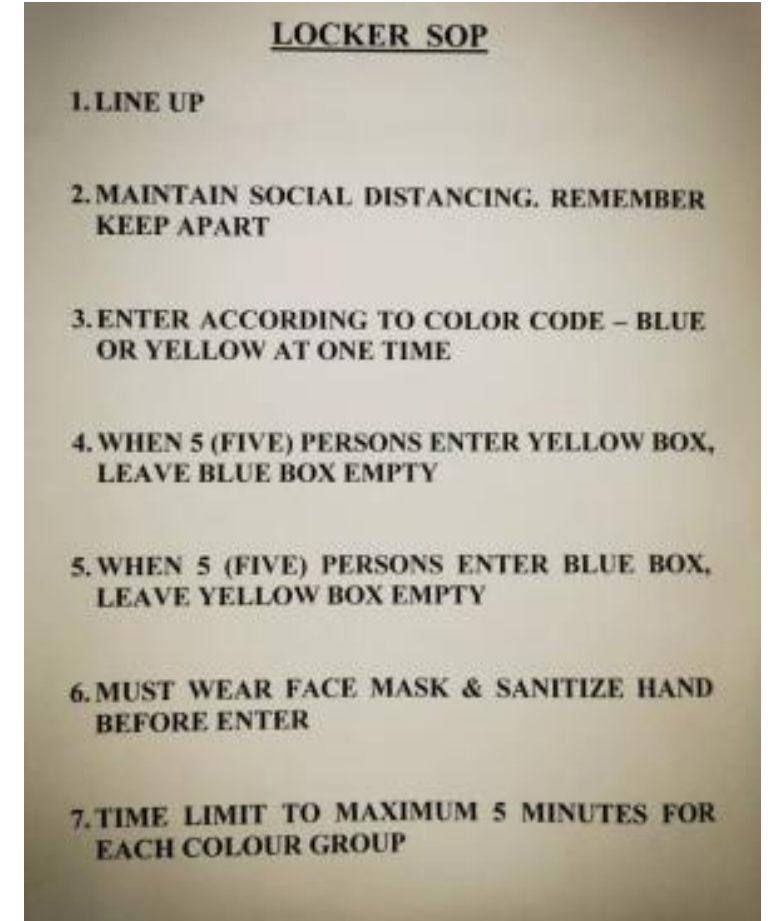 LOCKER SOP
1. LINE UP
2. MAINTAIN SOCIAL DISTANCING. REMEMBER
KEEP APART
3. ENTER ACCORDING TO COLOR CODE – BLUE
OR YELLOW AT ONE TIME
4. WHEN 5 (FIVE) PERSONS ENTER YELLOW BOX,
LEAVE BLUE BOX EMPTY
5. WHEN 5 (FIVE) PERSONS ENTER BLUE BOX,
LEAVE YELLOW BOX EMPTY
6. MUST WEAR FACE MASK & SANITIZE HAND
BEFORE ENTER
7. TIME LIMIT TO MAXIMUM 5 MINUTES FOR
EACH COLOUR GROUP